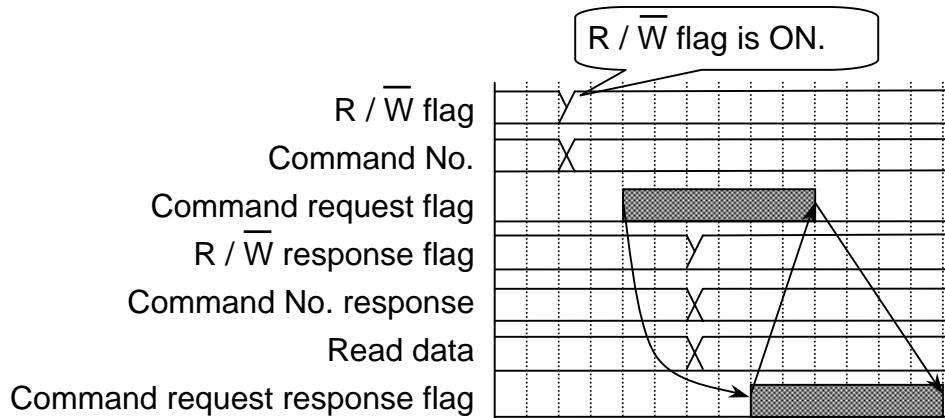 R / W̅ flag is ON.
R / W̅ flag
Command No.
Command request flag
R / W̅ response flag
Command No. response
Read data
Command request response flag